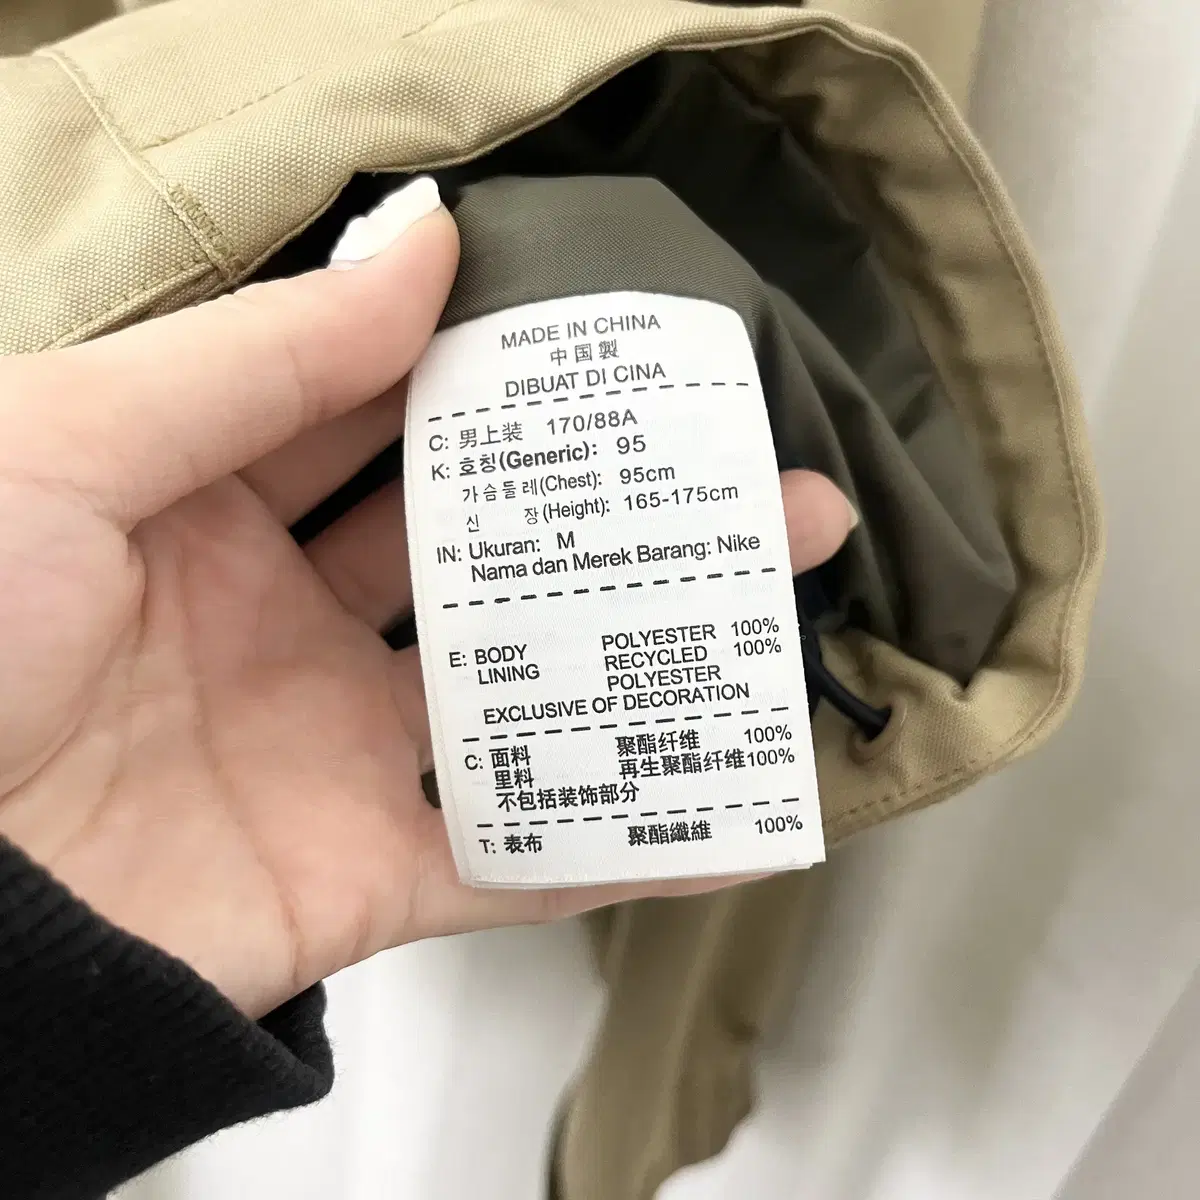 MADE IN CHINA
中国製
DIBUAT DI CINA
C: 男上装 170/88A
K: 호칭(Generic): 95
가슴둘레(Chest): 95cm
신 장(Height): 165-175cm
IN: Ukuran: M
Nama dan Merek Barang: Nike
E: BODY POLYESTER 100%
LINING RECYCLED 100%
POLYESTER
EXCLUSIVE OF DECORATION
C: 面料 聚酯纤维 100%
里料 再生聚酯纤维100%
不包括装饰部分
T: 表布 聚酯纖維 100%